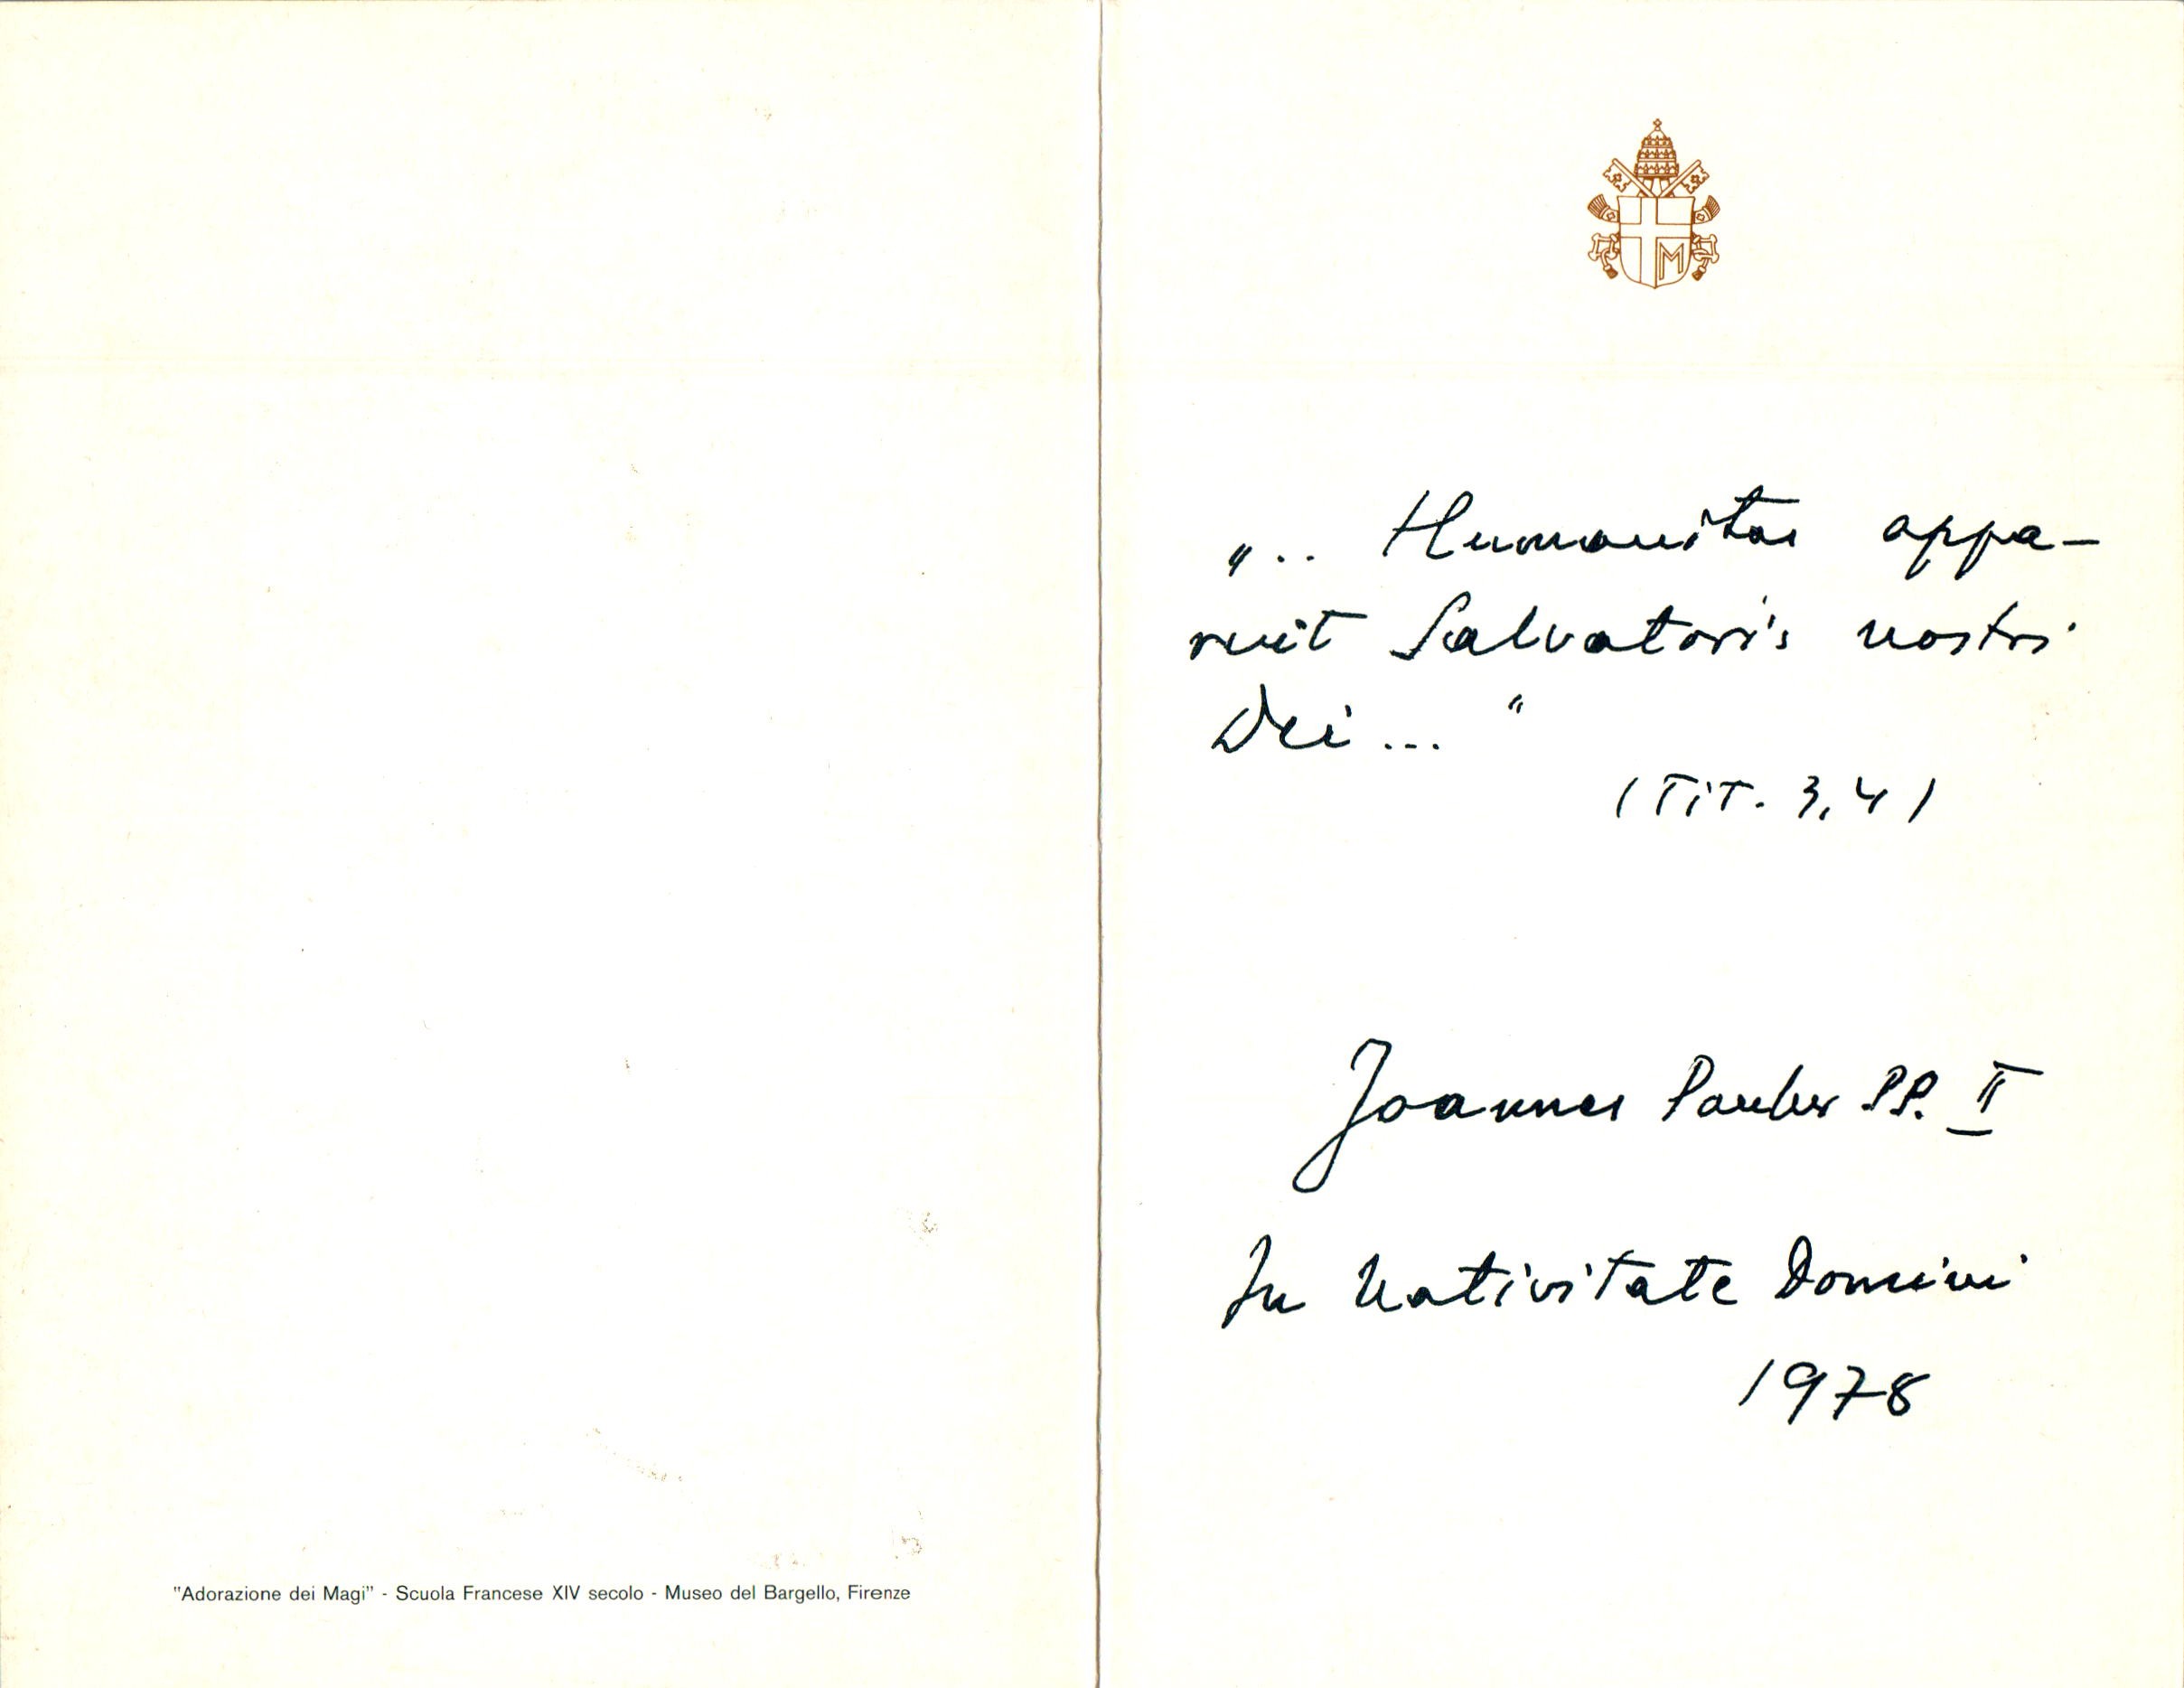 "Adorazione dei Magi" - Scuola Francese XIV secolo - Museo del Bargello, Firenze
M
„.. Humanitas appa-
ruit Salvatoris nostri
Dei ... “
(Tit. 3,4)
Joannes Paulus PP. II
In Nativitate Domini
1978